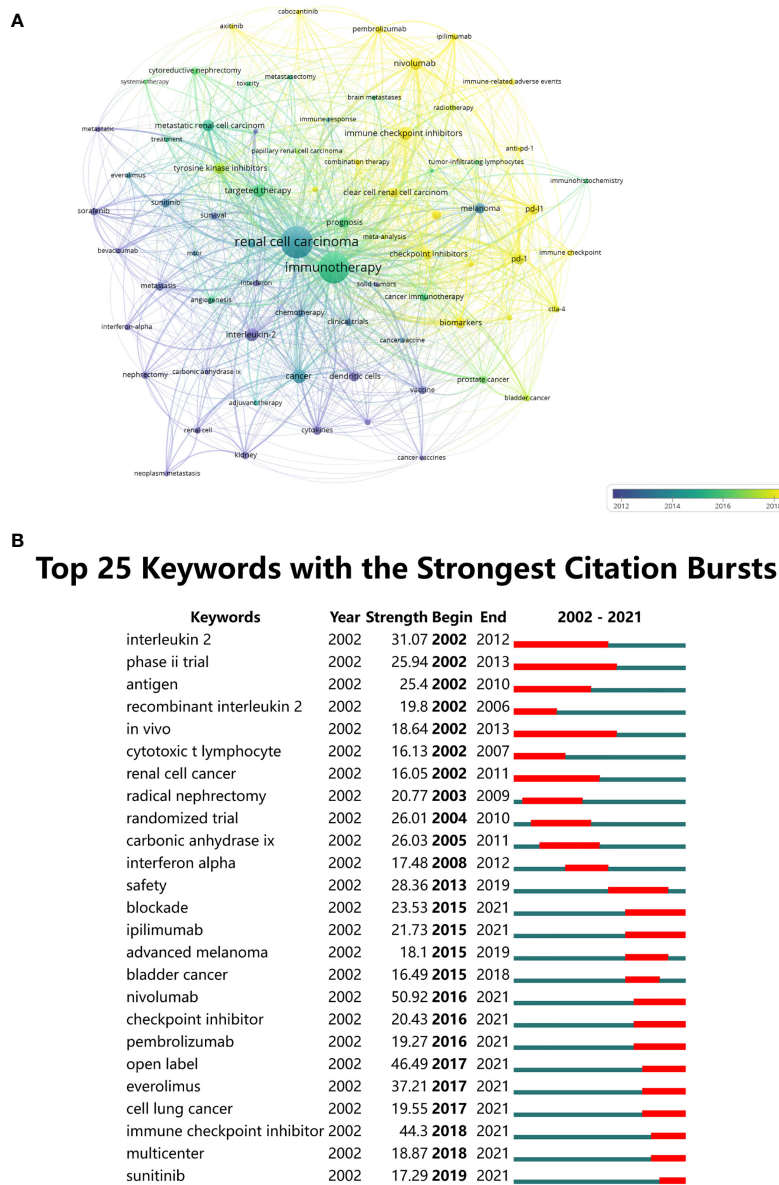 A
cabozantinib
axitinib
pembrolizumab
ipilimumab
nivolumab
cytoreductive nephrectomy
systemic therapy
toxicity
metastasectomy
immune-related adverse events
brain metastases
radiotherapy
metastatic
metastatic renal cell carcinom
immune response
immune checkpoint inhibitors
treatment
anti-pd-1
papillary renal cell carcinoma
combination therapy
tumor-infiltrating lymphocytes
everolimus
tyrosine kinase inhibitors
immunohistochemistry
targeted therapy
clear cell renal cell carcinom
sorafenib
sunitinib
survival
melanoma
pd-l1
prognosis
bevacizumab
mtor
renal cell carcinoma
meta-analysis
checkpoint inhibitors
immune checkpoint
pd-1
immunotherapy
metastasis
interferon
solid tumors
angiogenesis
cancer immunotherapy
ctla-4
chemotherapy
interferon-alpha
interleukin-2
clinical trials
biomarkers
cancer vaccine
nephrectomy
carbonic anhydrase ix
cancer
dendritic cells
prostate cancer
vaccine
bladder cancer
adjuvant therapy
renal cell
cytokines
kidney
cancer vaccines
neoplasm metastasis
2012 2014 2016 2018
B
Top 25 Keywords with the Strongest Citation Bursts
Keywords Year Strength Begin End 2002 - 2021
interleukin 2 2002 31.07 2002 2012
phase ii trial 2002 25.94 2002 2013
antigen 2002 25.4 2002 2010
recombinant interleukin 2 2002 19.8 2002 2006
in vivo 2002 18.64 2002 2013
cytotoxic t lymphocyte 2002 16.13 2002 2007
renal cell cancer 2002 16.05 2002 2011
radical nephrectomy 2002 20.77 2003 2009
randomized trial 2002 26.01 2004 2010
carbonic anhydrase ix 2002 26.03 2005 2011
interferon alpha 2002 17.48 2008 2012
safety 2002 28.36 2013 2019
blockade 2002 23.53 2015 2021
ipilimumab 2002 21.73 2015 2021
advanced melanoma 2002 18.1 2015 2019
bladder cancer 2002 16.49 2015 2018
nivolumab 2002 50.92 2016 2021
checkpoint inhibitor 2002 20.43 2016 2021
pembrolizumab 2002 19.27 2016 2021
open label 2002 46.49 2017 2021
everolimus 2002 37.21 2017 2021
cell lung cancer 2002 19.55 2017 2021
immune checkpoint inhibitor 2002 44.3 2018 2021
multicenter 2002 18.87 2018 2021
sunitinib 2002 17.29 2019 2021